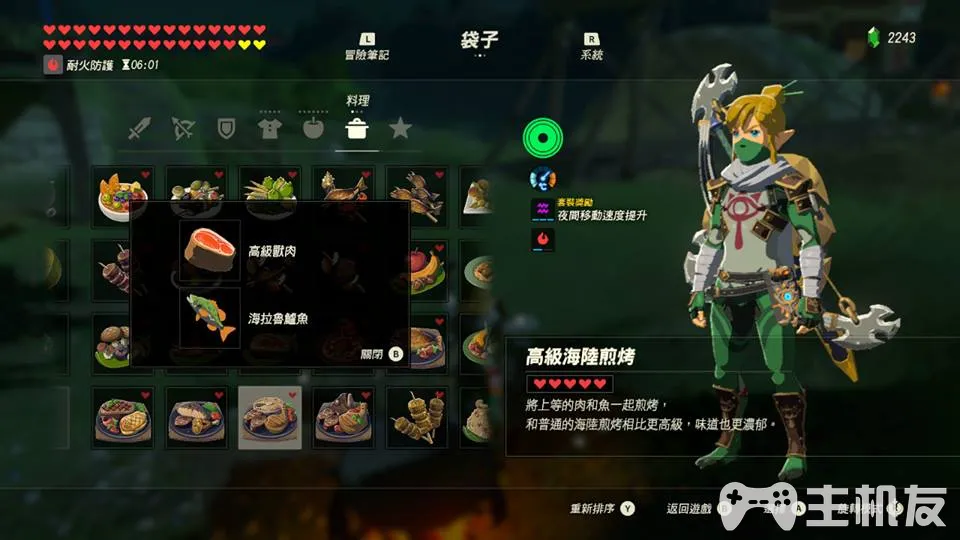 L
冒險筆記
袋子
R
系統
2243
耐火防護 06:01
料理
高級獸肉
海拉魯鱸魚
關閉 B
套裝獎勵
夜間移動速度提升
高級海陸煎烤
將上等的肉和魚一起煎烤，
和普通的海陸煎烤相比更高級，味道也更濃郁。
重新排序 Y
返回遊戲
主机友